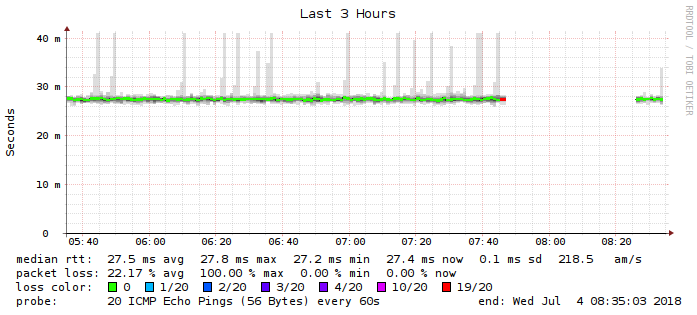 Last 3 Hours
RRDTOOL / TOBI OETIKER
Seconds
40 m
30 m
20 m
10 m
0
05:40 06:00 06:20 06:40 07:00 07:20 07:40 08:00 08:20
median rtt: 27.5 ms avg 27.8 ms max 27.2 ms min 27.4 ms now 0.1 ms sd 218.5 am/s
packet loss: 22.17 % avg 100.00 % max 0.00 % min 0.00 % now
loss color: 0 1/20 2/20 3/20 4/20 10/20 19/20
probe: 20 ICMP Echo Pings (56 Bytes) every 60s end: Wed Jul 4 08:35:03 2018